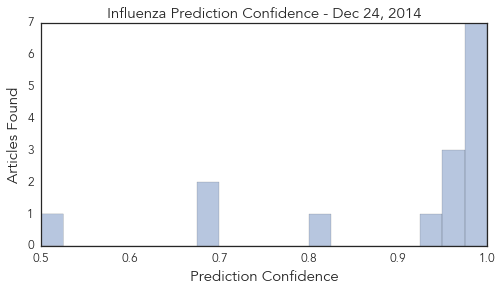 Influenza Prediction Confidence - Dec 24, 2014
Articles Found
7
6
5
4
3
2
1
0
0.5 0.6 0.7 0.8 0.9 1.0
Prediction Confidence